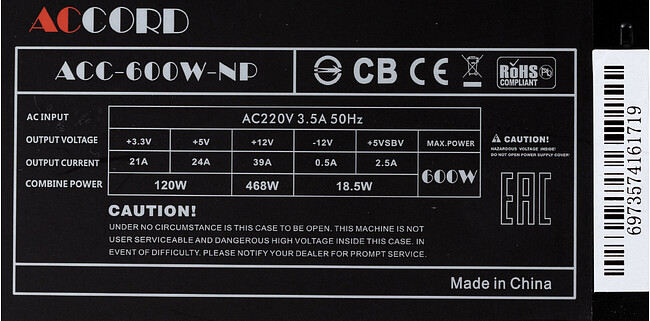 ACCORD
ACC-600W-NP
CB CE RoHS
COMPLIANT Pb
AC INPUT AC220V 3.5A 50Hz
OUTPUT VOLTAGE +3.3V +5V +12V -12V +5VSBV MAX.POWER
OUTPUT CURRENT 21A 24A 39A 0.5A 2.5A 600W
COMBINE POWER 120W 468W 18.5W
CAUTION!
HAZARDOUS VOLTAGE INSIDE!
DO NOT OPEN POWER SUPPLY COVER!
EAC
CAUTION!
UNDER NO CIRCUMSTANCE IS THIS CASE TO BE OPEN. THIS MACHINE IS NOT
USER SERVICEABLE AND DANGEROUS HIGH VOLTAGE INSIDE THIS CASE. IN
EVENT OF DIFFICULTY. PLEASE NOTIFY YOUR DEALER FOR PROMPT SERVICE.
Made in China
6973574161719